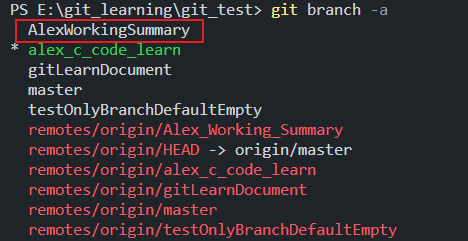 PS E:\git_learning\git_test> git branch -a
AlexWorkingSummary
* alex_c_code_learn
gitLearnDocument
master
testOnlyBranchDefaultEmpty
remotes/origin/Alex_Working_Summary
remotes/origin/HEAD -> origin/master
remotes/origin/alex_c_code_learn
remotes/origin/gitLearnDocument
remotes/origin/master
remotes/origin/testOnlyBranchDefaultEmpty